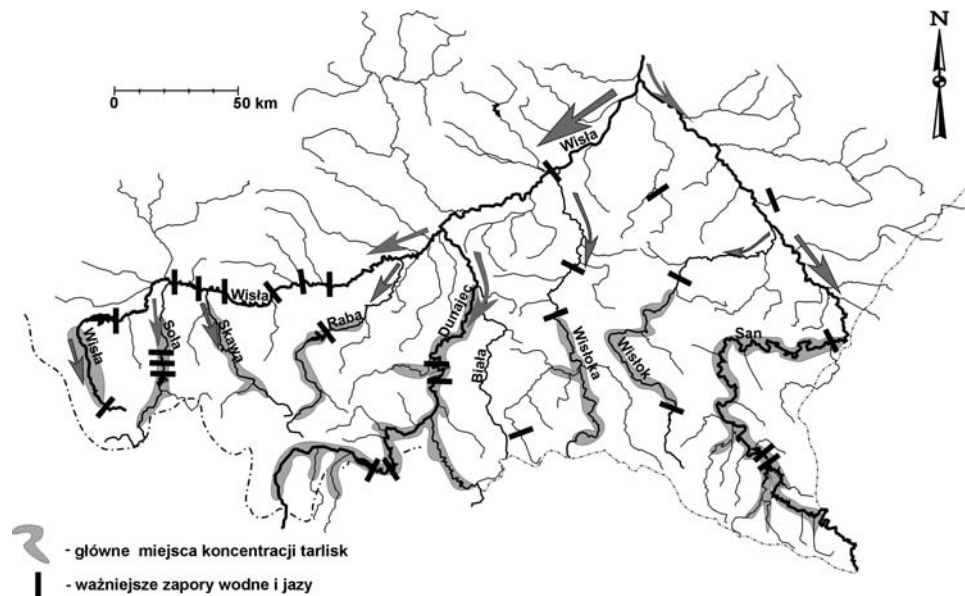 N
0 50 km
Wisła
Wisła
Wisła
Soła
Skawa
Raba
Dunajec
Biała
Wisłoka
Wisłok
San
- główne miejsca koncentracji tarlisk
- ważniejsze zapory wodne i jazy